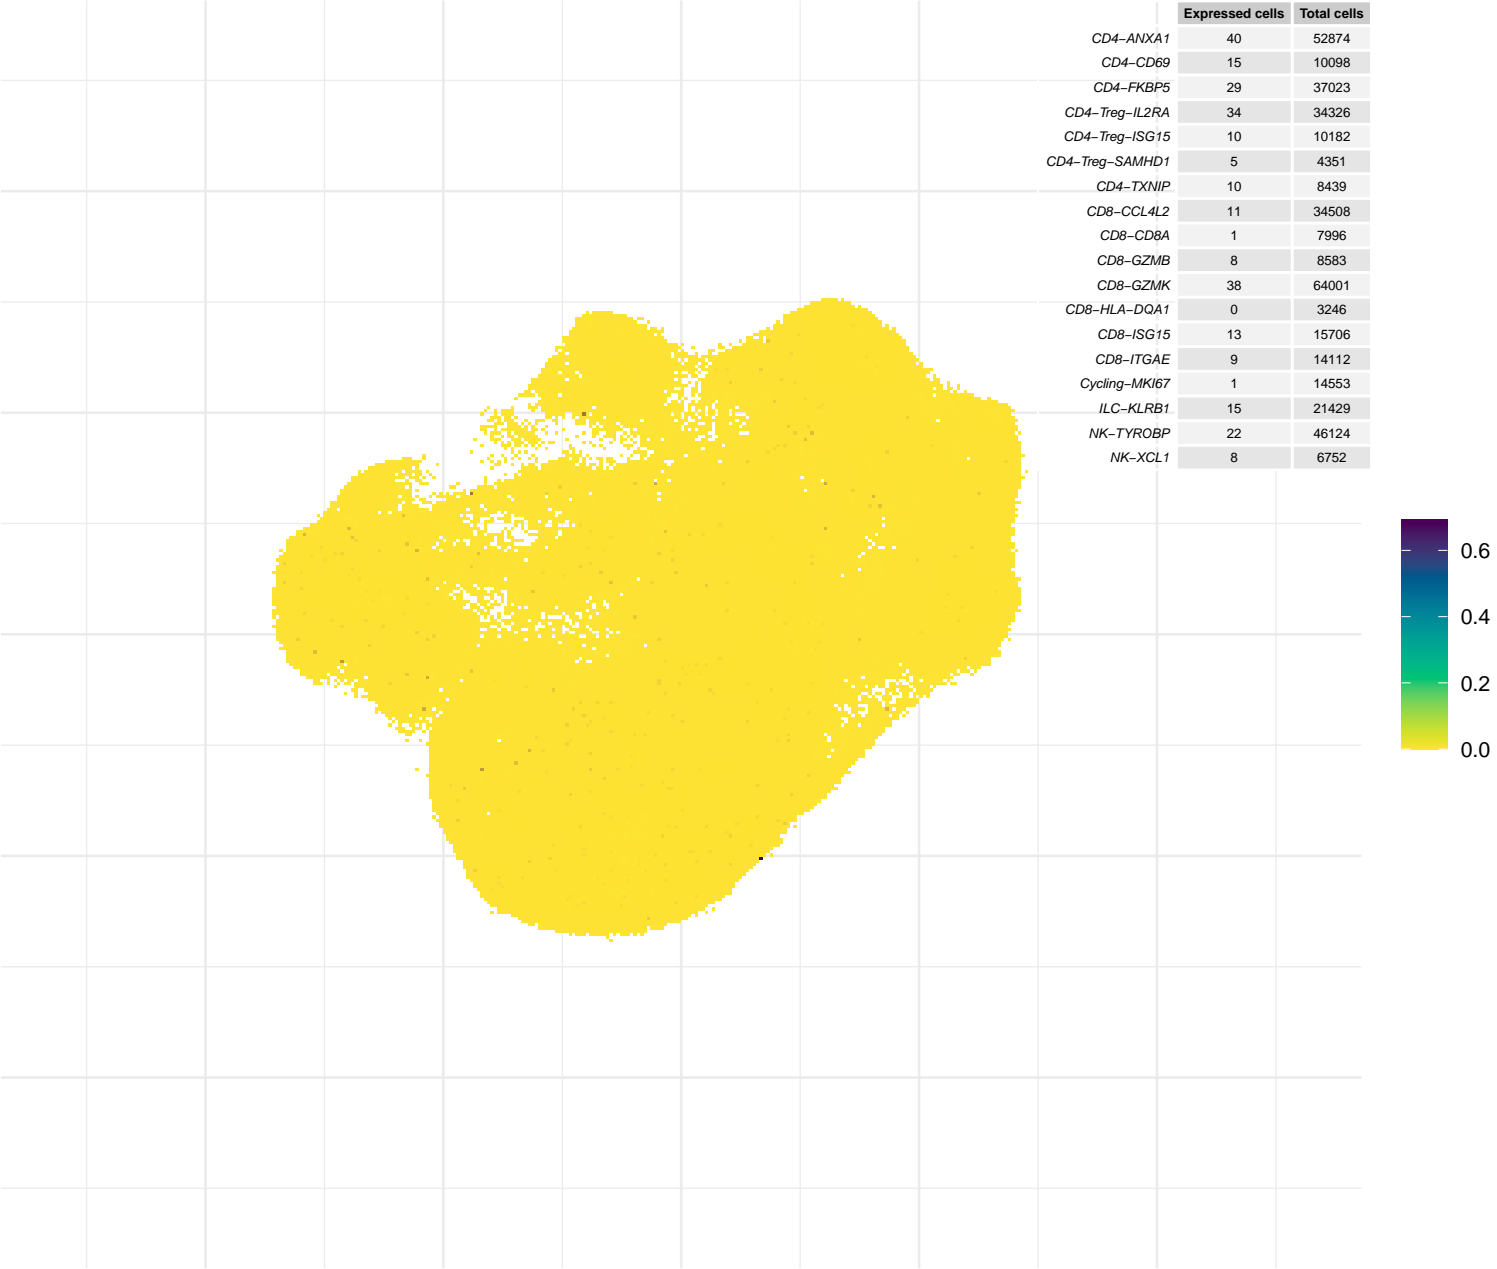 Expressed cells Total cells
CD4−ANXA1 40 52874
CD4−CD69 15 10098
CD4−FKBP5 29 37023
CD4−Treg−IL2RA 34 34326
CD4−Treg−ISG15 10 10182
CD4−Treg−SAMHD1 5 4351
CD4−TXNIP 10 8439
CD8−CCL4L2 11 34508
CD8−CD8A 1 7996
CD8−GZMB 8 8583
CD8−GZMK 38 64001
CD8−HLA−DQA1 0 3246
CD8−ISG15 13 15706
CD8−ITGAE 9 14112
Cycling−MKI67 1 14553
ILC−KLRB1 15 21429
NK−TYROBP 22 46124
NK−XCL1 8 6752
0.6
0.4
0.2
0.0